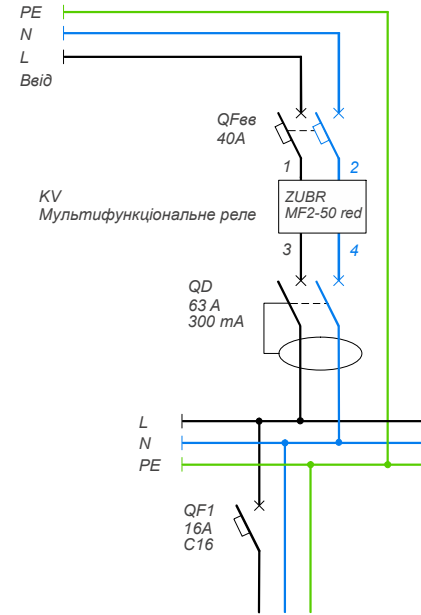 PE
N
L
Ввід
QFвв
40A
1
2
KV
Мультифункціональне реле
ZUBR
MF2-50 red
3
4
QD
63 A
300 mA
L
N
PE
QF1
16A
C16